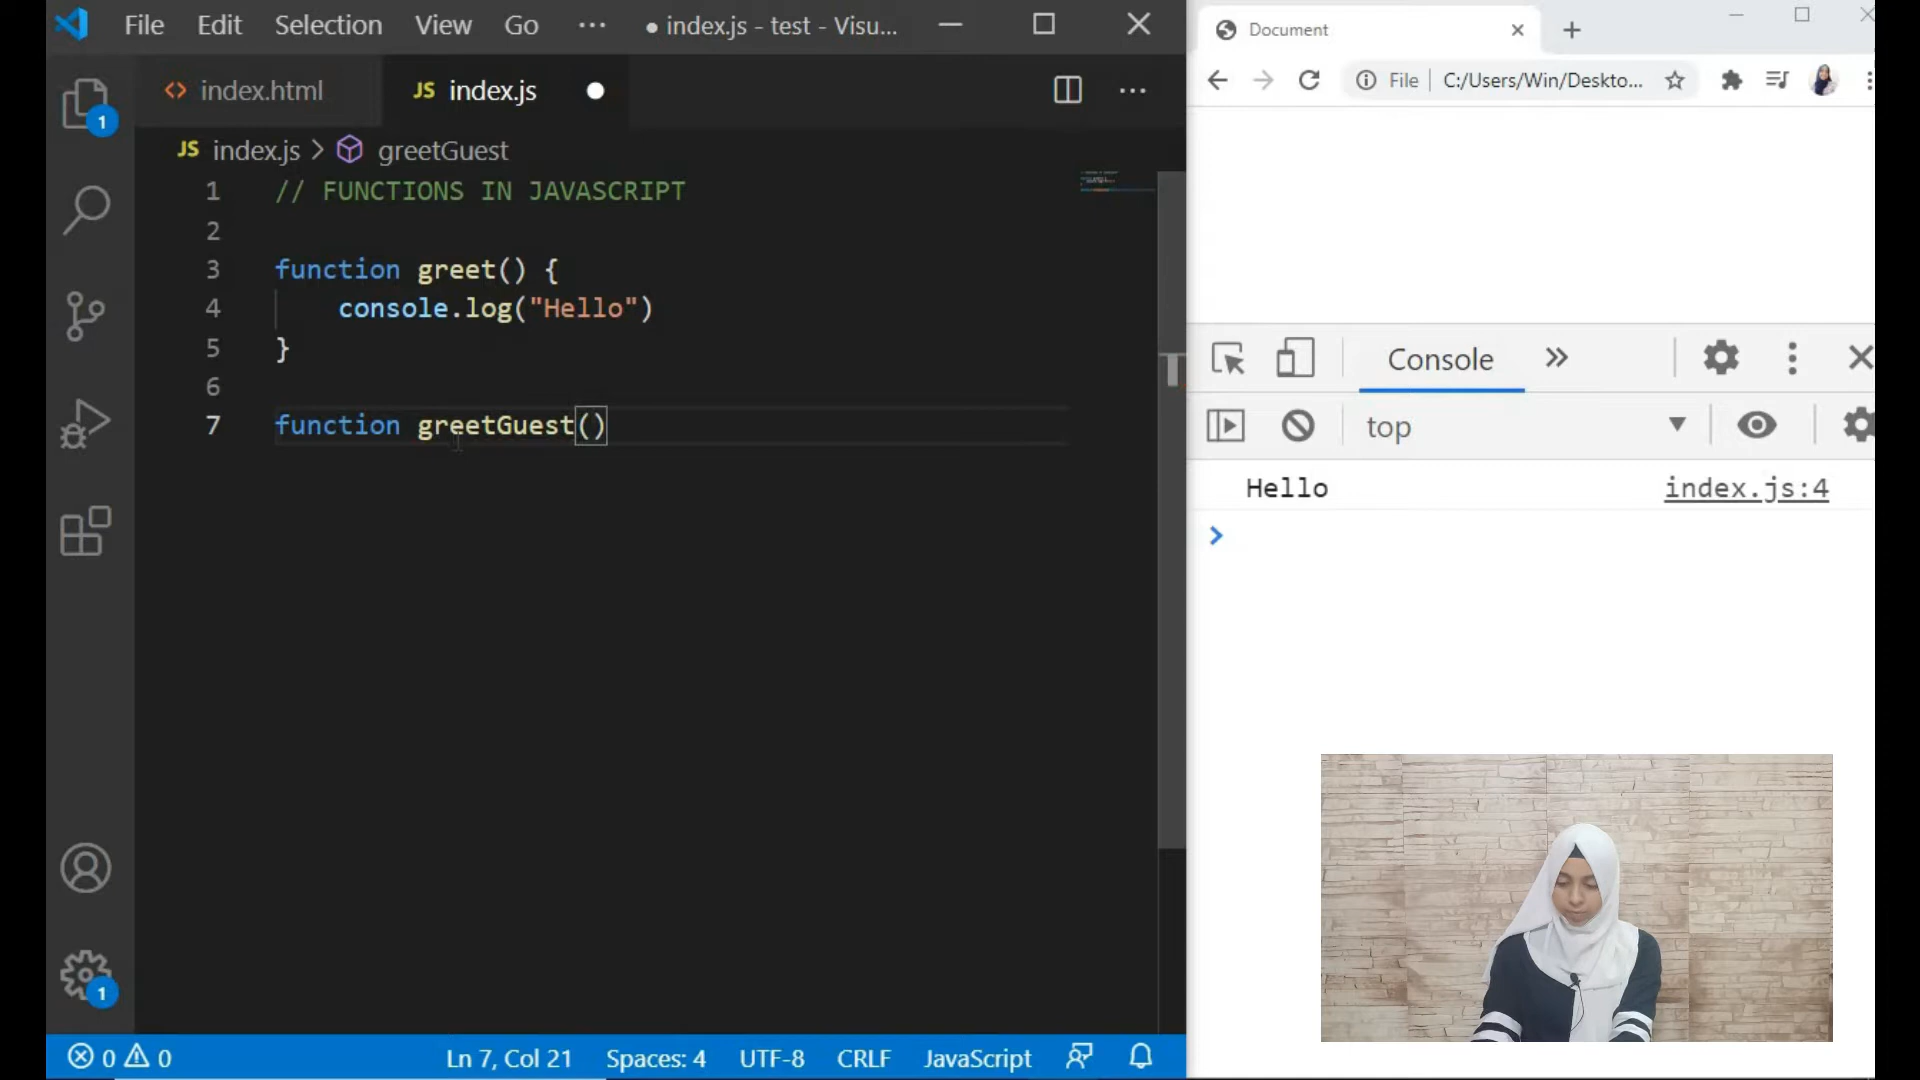 File Edit Selection View Go ··· ● index.js - test - Visu...
index.html JS index.js
JS index.js > greetGuest
1 // FUNCTIONS IN JAVASCRIPT
2
3 function greet() {
4 console.log("Hello")
5 }
6
7 function greetGuest()
1
1
0 0 Ln 7, Col 21 Spaces: 4 UTF-8 CRLF JavaScript
Document
File C:/Users/Win/Deskto...
Console
top
Hello index.js:4